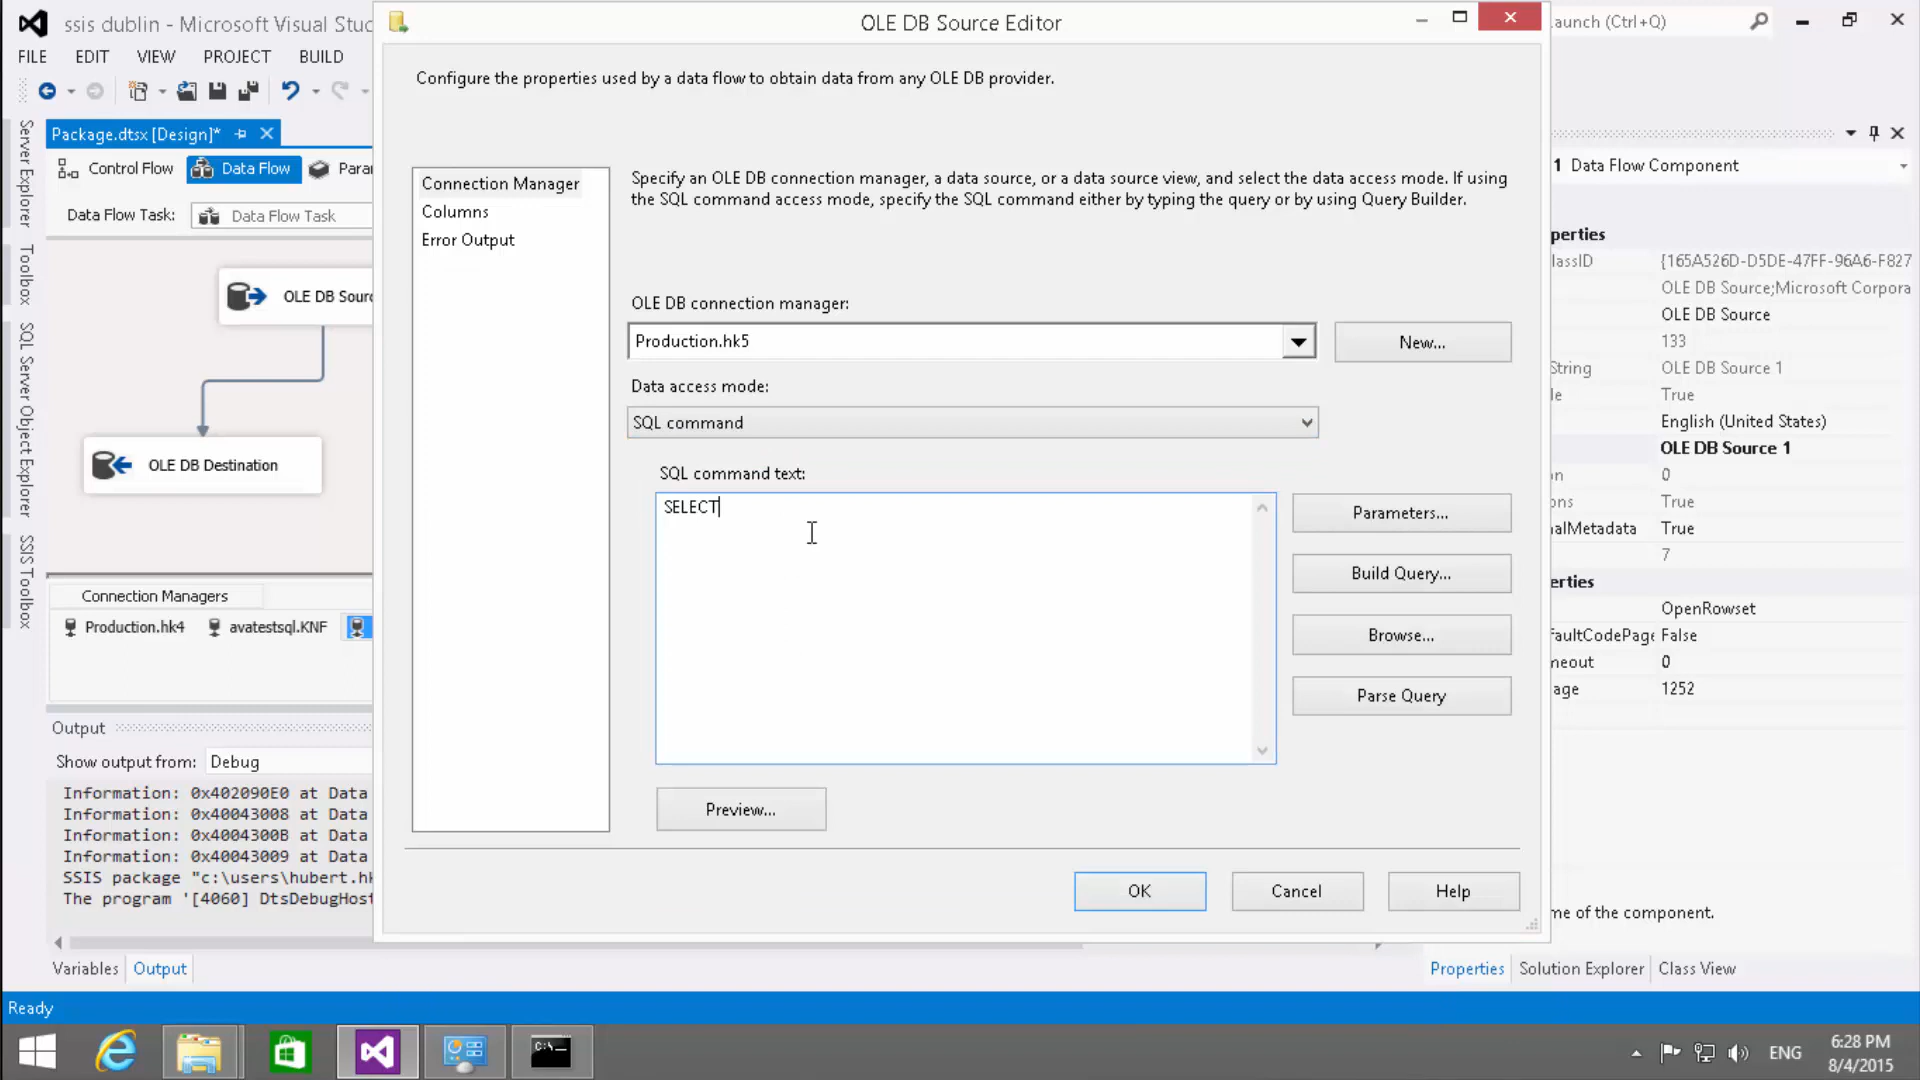 ssis dublin - Microsoft Visual Stu
OLE DB Source Editor
aunch (Ctrl+Q)
FILE EDIT VIEW PROJECT BUILD
Configure the properties used by a data flow to obtain data from any OLE DB provider.
Package.dtsx [Design]*
Control Flow
Data Flow
Para
1 Data Flow Component
Data Flow Task:
Data Flow Task
Server Explorer
Toolbox
SQL Server Object Explorer
SSIS Toolbox
Connection Manager
Columns
Error Output
Specify an OLE DB connection manager, a data source, or a data source view, and select the data access mode. If using
the SQL command access mode, specify the SQL command either by typing the query or by using Query Builder.
OLE DB connection manager:
Production.hk5
New...
Data access mode:
SQL command
SQL command text:
SELECT
Parameters...
Build Query...
Browse...
Parse Query
Preview...
OK
Cancel
Help
OLE DB Sourc
OLE DB Destination
Connection Managers
Production.hk4
avatestsql.KNF
Output
Show output from: Debug
Information: 0x402090E0 at Data
Information: 0x40043008 at Data
Information: 0x4004300B at Data
Information: 0x40043009 at Data
SSIS package "c:\users\hubert.hk
The program '[4060] DtsDebugHost
Variables
Output
perties
lassID {165A526D-D5DE-47FF-96A6-F827
OLE DB Source;Microsoft Corpora
OLE DB Source
133
String OLE DB Source 1
le True
English (United States)
OLE DB Source 1
n 0
ons True
alMetadata True
7
perties
OpenRowset
faultCodePage False
meout 0
age 1252
me of the component.
Properties
Solution Explorer
Class View
Ready
ENG
6:28 PM
8/4/2015